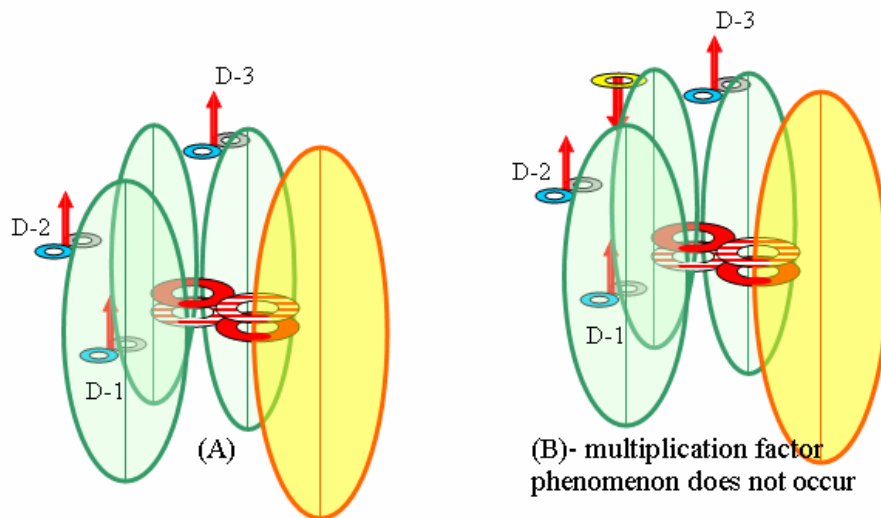 D-3
D-2
D-1
(A)
D-3
D-2
D-1
(B)- multiplication factor
phenomenon does not occur